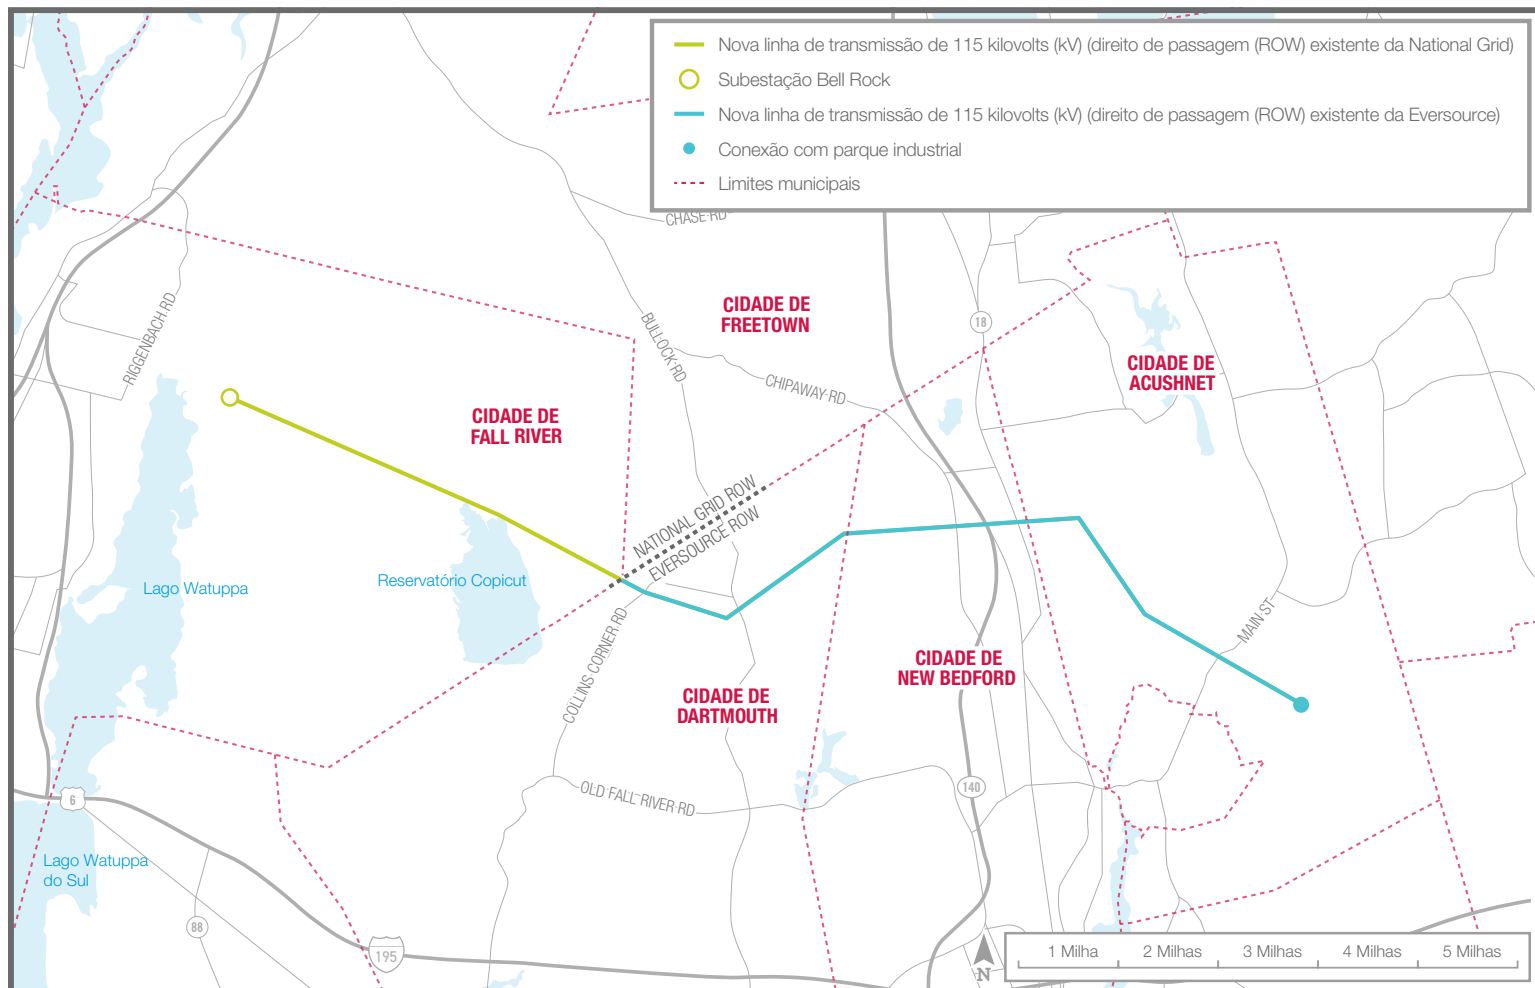 Nova linha de transmissão de 115 kilovolts (kV) (direito de passagem (ROW) existente da National Grid)
Subestação Bell Rock
Nova linha de transmissão de 115 kilovolts (kV) (direito de passagem (ROW) existente da Eversource)
Conexão com parque industrial
Limites municipais
CHASE RD
RIGGENBACH RD
BULLOCK RD
CIDADE DE
FREETOWN
18
CHIPAWAY RD
CIDADE DE
ACUSHNET
CIDADE DE
FALL RIVER
NATIONAL GRID ROW
EVERSOURCE ROW
Lago Watuppa
Reservatório Copicut
COLLINS CORNER RD
MAIN ST
CIDADE DE
NEW BEDFORD
CIDADE DE
DARTMOUTH
OLD FALL RIVER RD
140
6
Lago Watuppa
do Sul
88
195
N
1 Milha
2 Milhas
3 Milhas
4 Milhas
5 Milhas